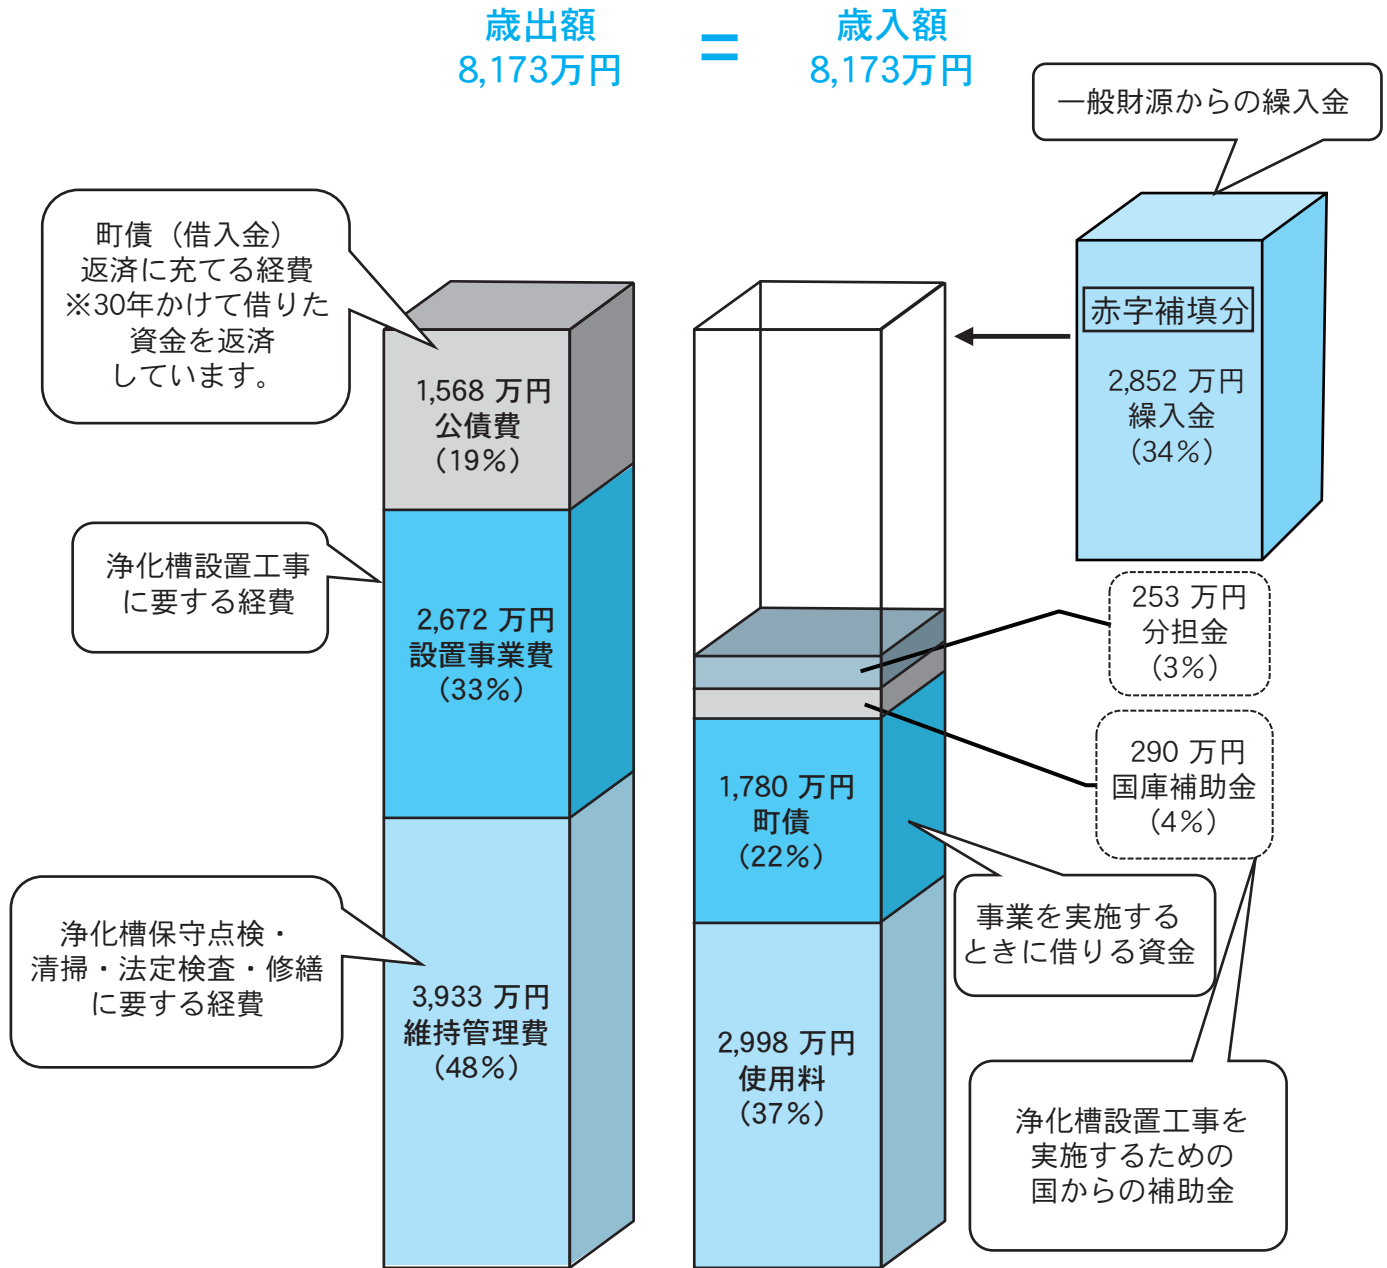 歳出額
8,173万円
=
歳入額
8,173万円
一般財源からの繰入金
町債（借入金）
返済に充てる経費
※30年かけて借りた
資金を返済
しています。
1,568 万円
公債費
（19％）
浄化槽設置工事
に要する経費
2,672 万円
設置事業費
（33％）
浄化槽保守点検・
清掃・法定検査・修繕
に要する経費
3,933 万円
維持管理費
（48％）
赤字補填分
2,852 万円
繰入金
（34％）
253 万円
分担金
（3％）
290 万円
国庫補助金
（4％）
1,780 万円
町債
（22％）
事業を実施する
ときに借りる資金
2,998 万円
使用料
（37％）
浄化槽設置工事を
実施するための
国からの補助金